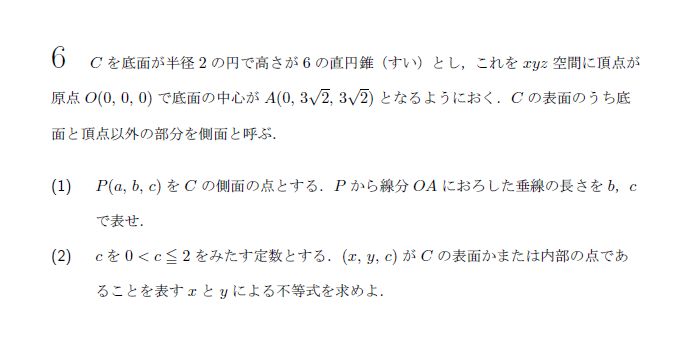 6 C を底面が半径 2 の円で高さが 6 の直円錐（すい）とし，これを xyz 空間に頂点が
原点 O(0, 0, 0) で底面の中心が A(0, 3√2, 3√2) となるようにおく．C の表面のうち底
面と頂点以外の部分を側面と呼ぶ．
(1) P(a, b, c) を C の側面の点とする．P から線分 OA におろした垂線の長さを b，c
で表せ．
(2) c を 0 < c ≦ 2 をみたす定数とする．(x, y, c) が C の表面かまたは内部の点であ
ることを表す x と y による不等式を求めよ．